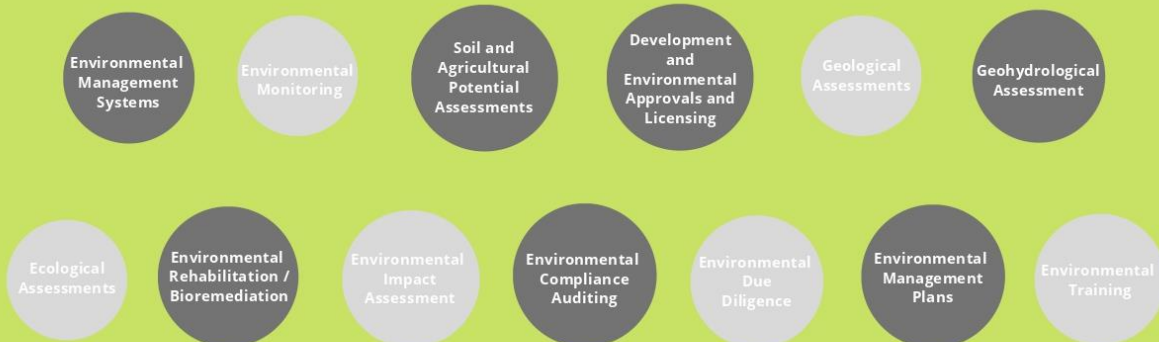 Environmental
Management
Systems
Environmental
Monitoring
Soil and
Agricultural
Potential
Assessments
Development
and
Environmental
Approvals and
Licensing
Geological
Assessments
Geohydrological
Assessment
Ecological
Assessments
Environmental
Rehabilitation /
Bioremediation
Environmental
Impact
Assessment
Environmental
Compliance
Auditing
Environmental
Due
Diligence
Environmental
Management
Plans
Environmental
Training